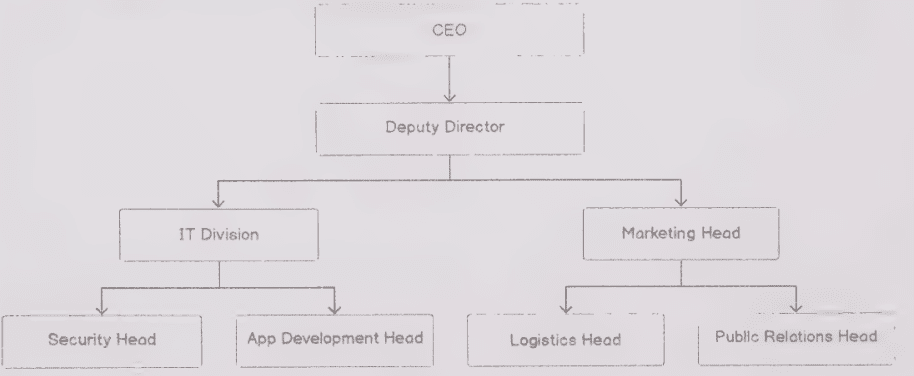 CEO
Deputy Director
IT Division
Marketing Head
Security Head
App Development Head
Logistics Head
Public Relations Head